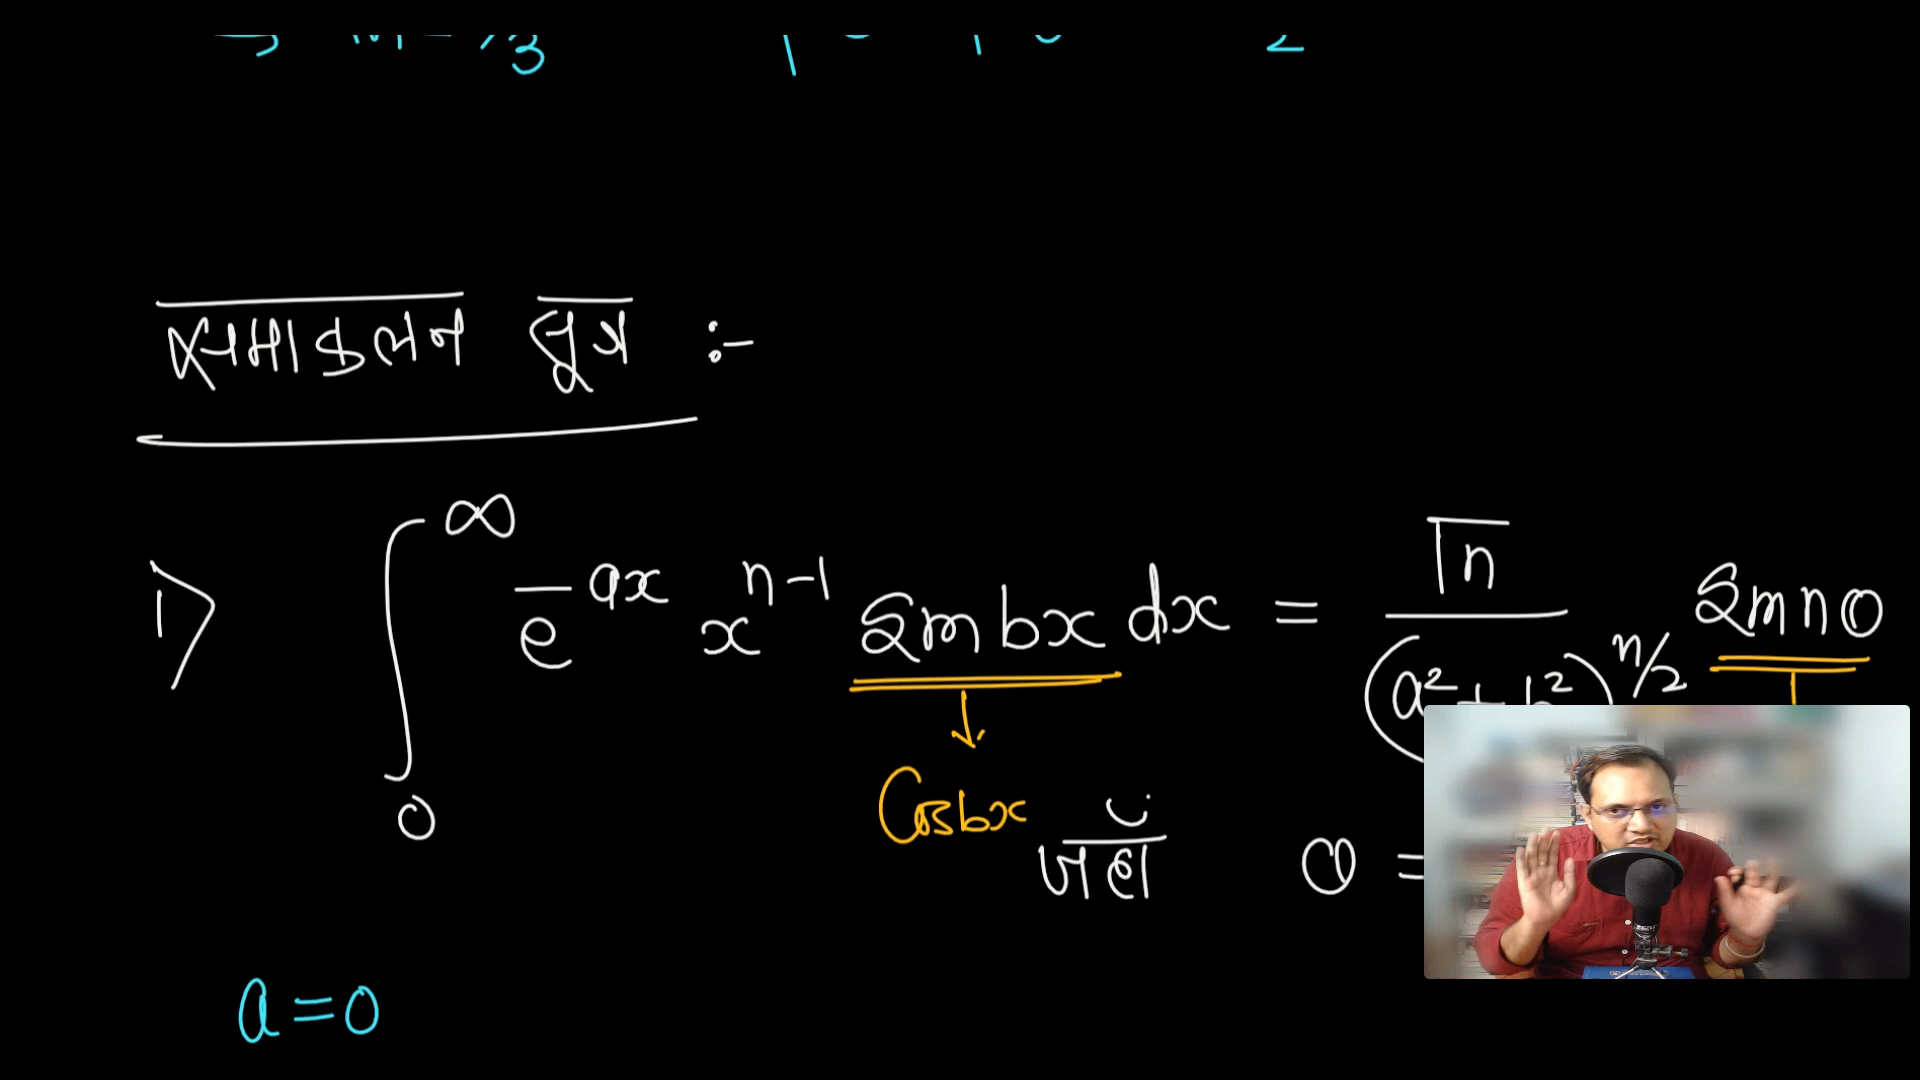 समाकलन सूत्र :-
1> ∫₀^∞ e^-ax x^n-1 Sin bx dx = Γn / (a² + b²)^n/2 Sin nθ
Cos bx
जहाँ θ =
a = 0